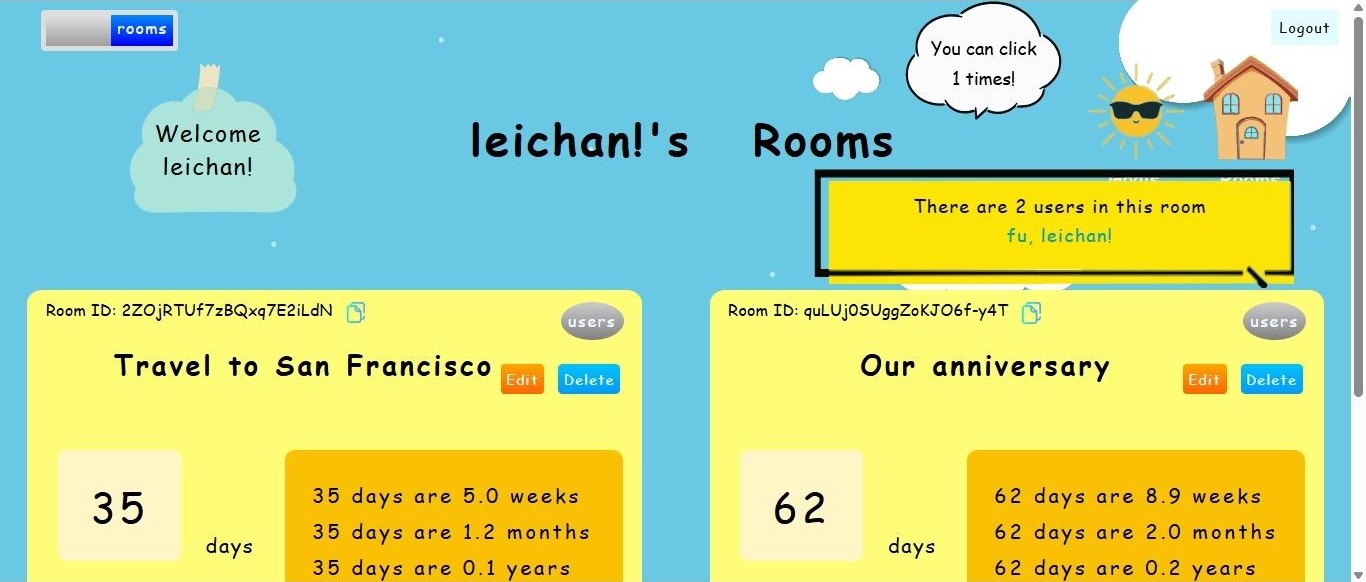 rooms
Logout
You can click
1 times!
Welcome
leichan!
leichan!'s Rooms
There are 2 users in this room
fu, leichan!
Room ID: 2ZOjRTUf7zBQxq7E2iLdN
users
Travel to San Francisco
Edit
Delete
35
days
35 days are 5.0 weeks
35 days are 1.2 months
35 days are 0.1 years
Room ID: quLUj0SUggZoKJO6f-y4T
users
Our anniversary
Edit
Delete
62
days
62 days are 8.9 weeks
62 days are 2.0 months
62 days are 0.2 years